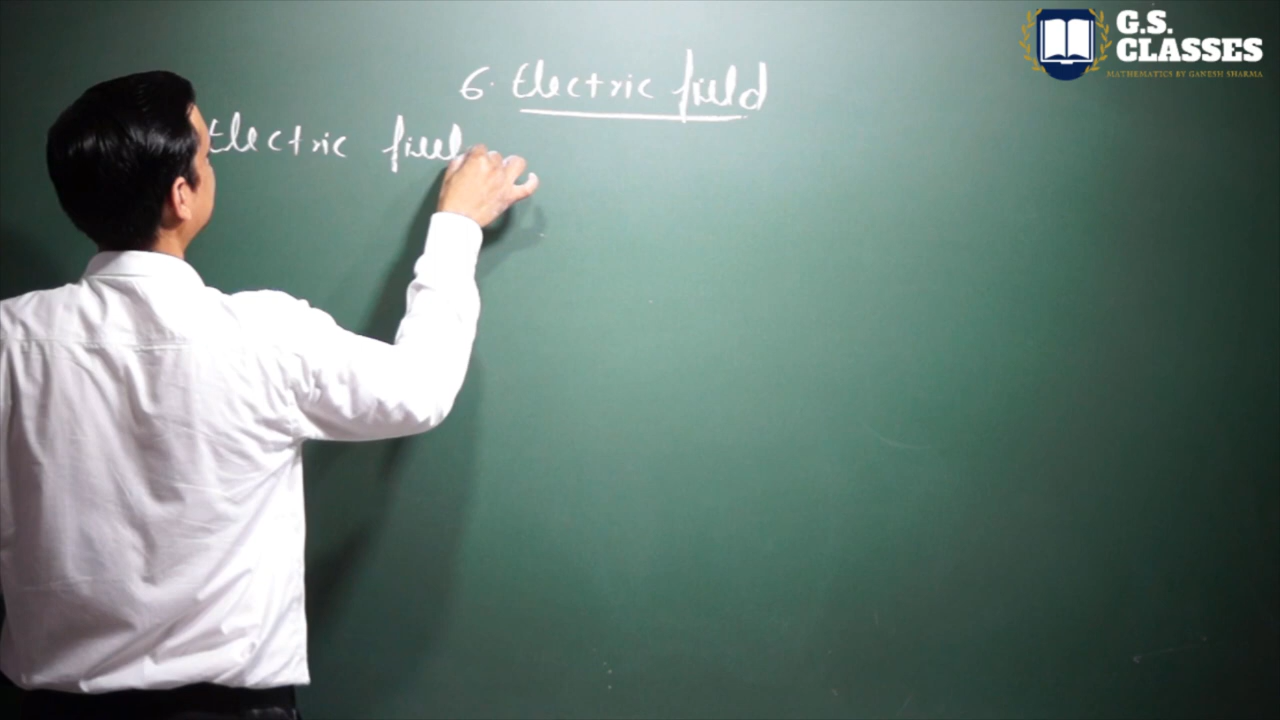 G.S.
CLASSES
MATHEMATICS BY GANESH SHARMA
6. Electric field
Electric field